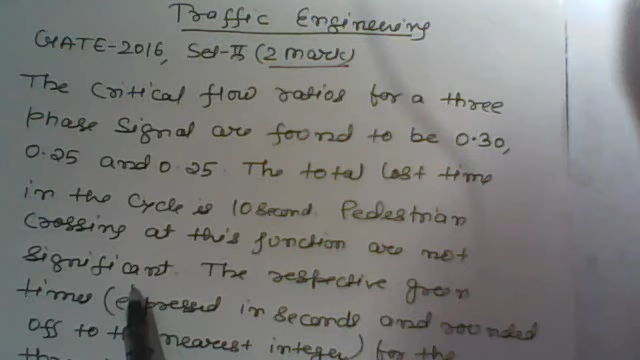 Traffic Engineering
GATE-2016, Set-II (2 mark)
The Critical flow ratios for a three
phase signal are found to be 0.30,
0.25 and 0.25. The total lost time
in the cycle is 10 second. Pedestrian
Crossing at this junction are not
significant. The respective green
times (expressed in seconds and rounded
off to the nearest integer) for the